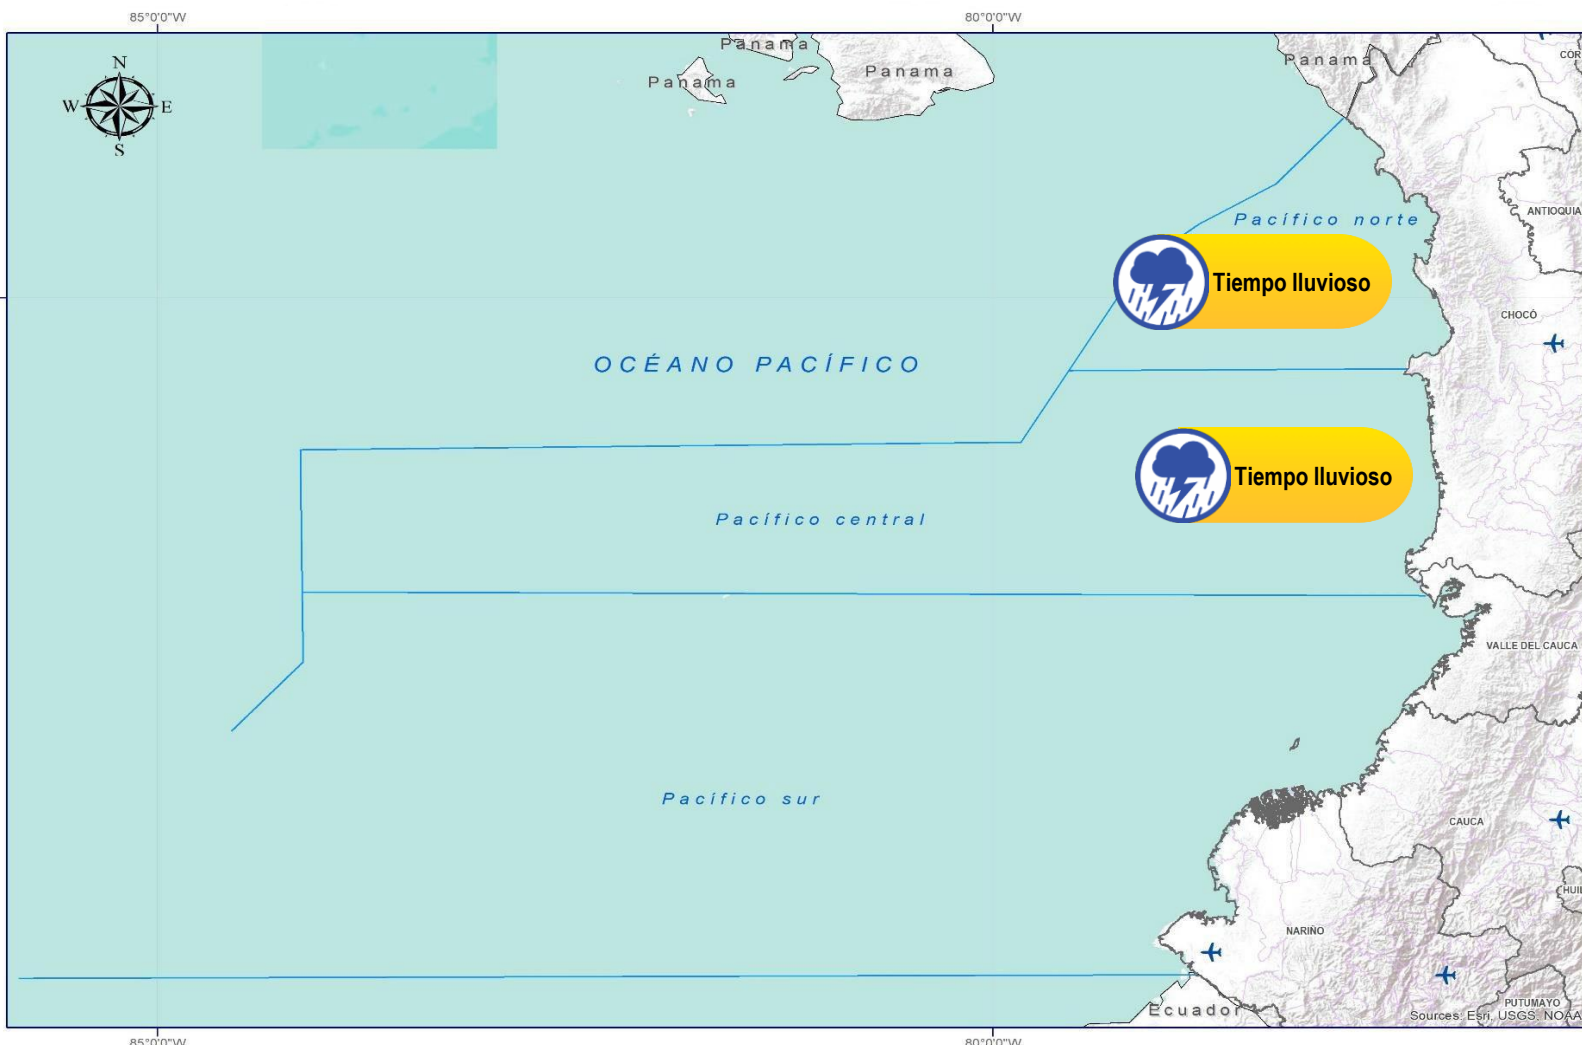 85°0'0"W
80°0'0"W
N
W
E
S
Panama
Panama
Panama
Panama
CÓR
ANTIOQUIA
Pacífico norte
Tiempo lluvioso
CHOCÓ
OCÉANO PACÍFICO
Tiempo lluvioso
Pacífico central
VALLE DEL CAUCA
Pacífico sur
CAUCA
HUIL
NARIÑO
PUTUMAYO
Ecuador
Sources: Esri, USGS, NOAA
85°0'0"W
80°0'0"W